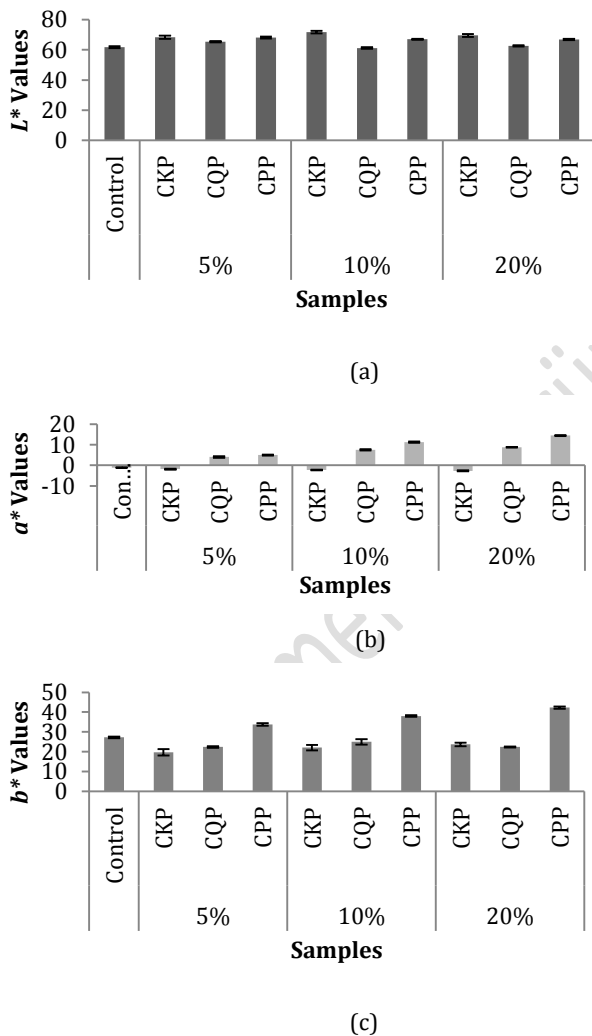 80
60
40
20
0
L* Values
Control CKP CQP CPP CKP CQP CPP CKP CQP CPP
5% 10% 20%
Samples
(a)
20
10
0
-10
a* Values
Con... CKP CQP CPP CKP CQP CPP CKP CQP CPP
5% 10% 20%
Samples
(b)
50
40
30
20
10
0
b* Values
Control CKP CQP CPP CKP CQP CPP CKP CQP CPP
5% 10% 20%
Samples
(c)